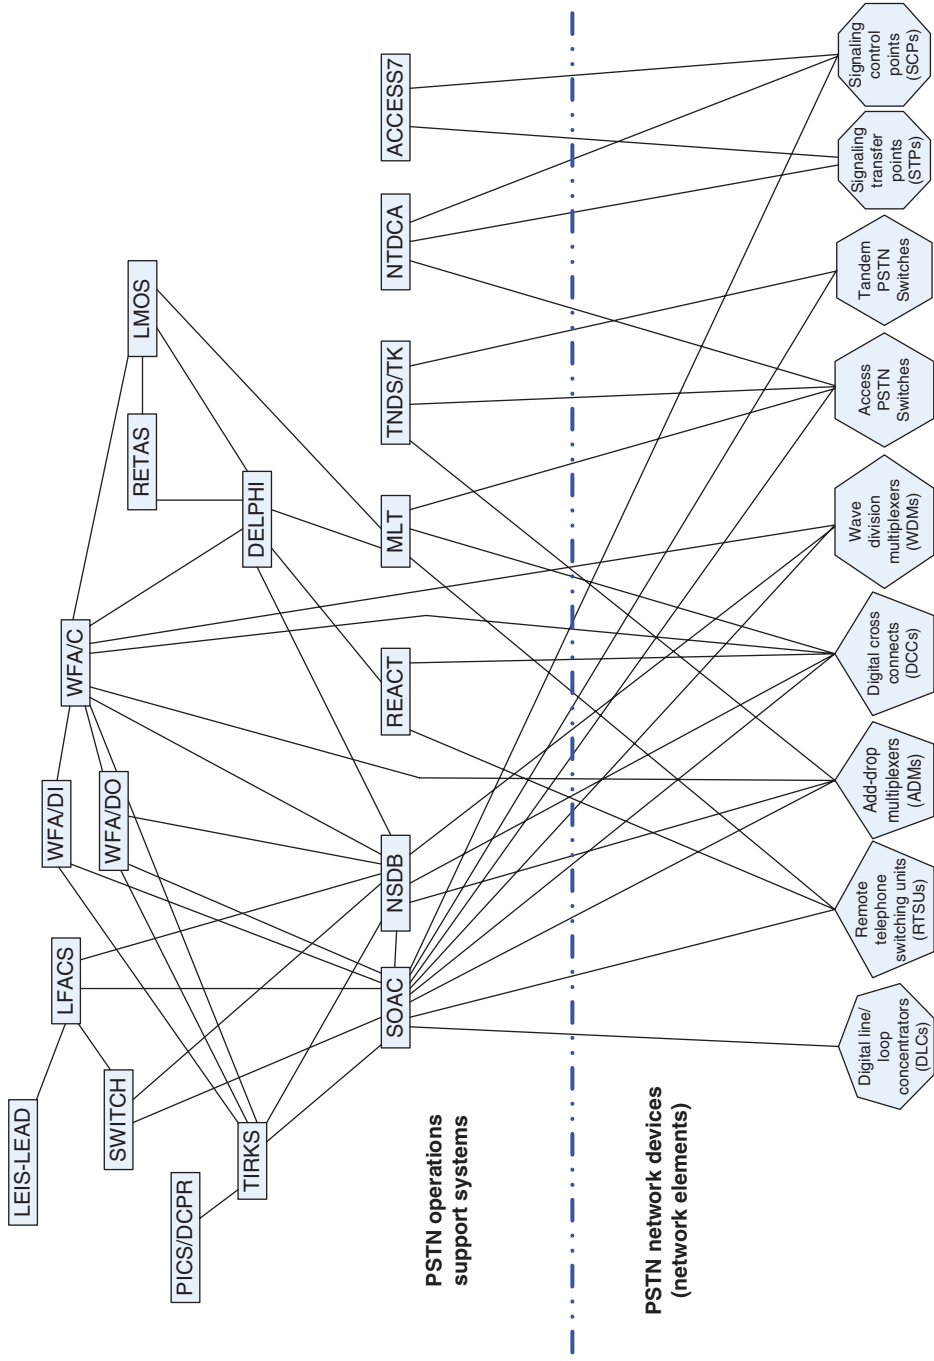 LEIS-LEAD
LFACS
WFA/DI
WFA/C
SWITCH
WFA/DO
RETAS
LMOS
PICS/DCPR
TIRKS
DELPHI
SOAC
NSDB
REACT
MLT
TNDS/TK
NTDCA
ACCESS7
PSTN operations
support systems
PSTN network devices
(network elements)
Digital line/
loop
concentrators
(DLCs)
Remote
telephone
switching units
(RTSUs)
Add-drop
multiplexers
(ADMs)
Digital cross
connects
(DCCs)
Wave
division
multiplexers
(WDMs)
Access
PSTN
Switches
Tandem
PSTN
Switches
Signaling
transfer
points
(STPs)
Signaling
control
points
(SCPs)